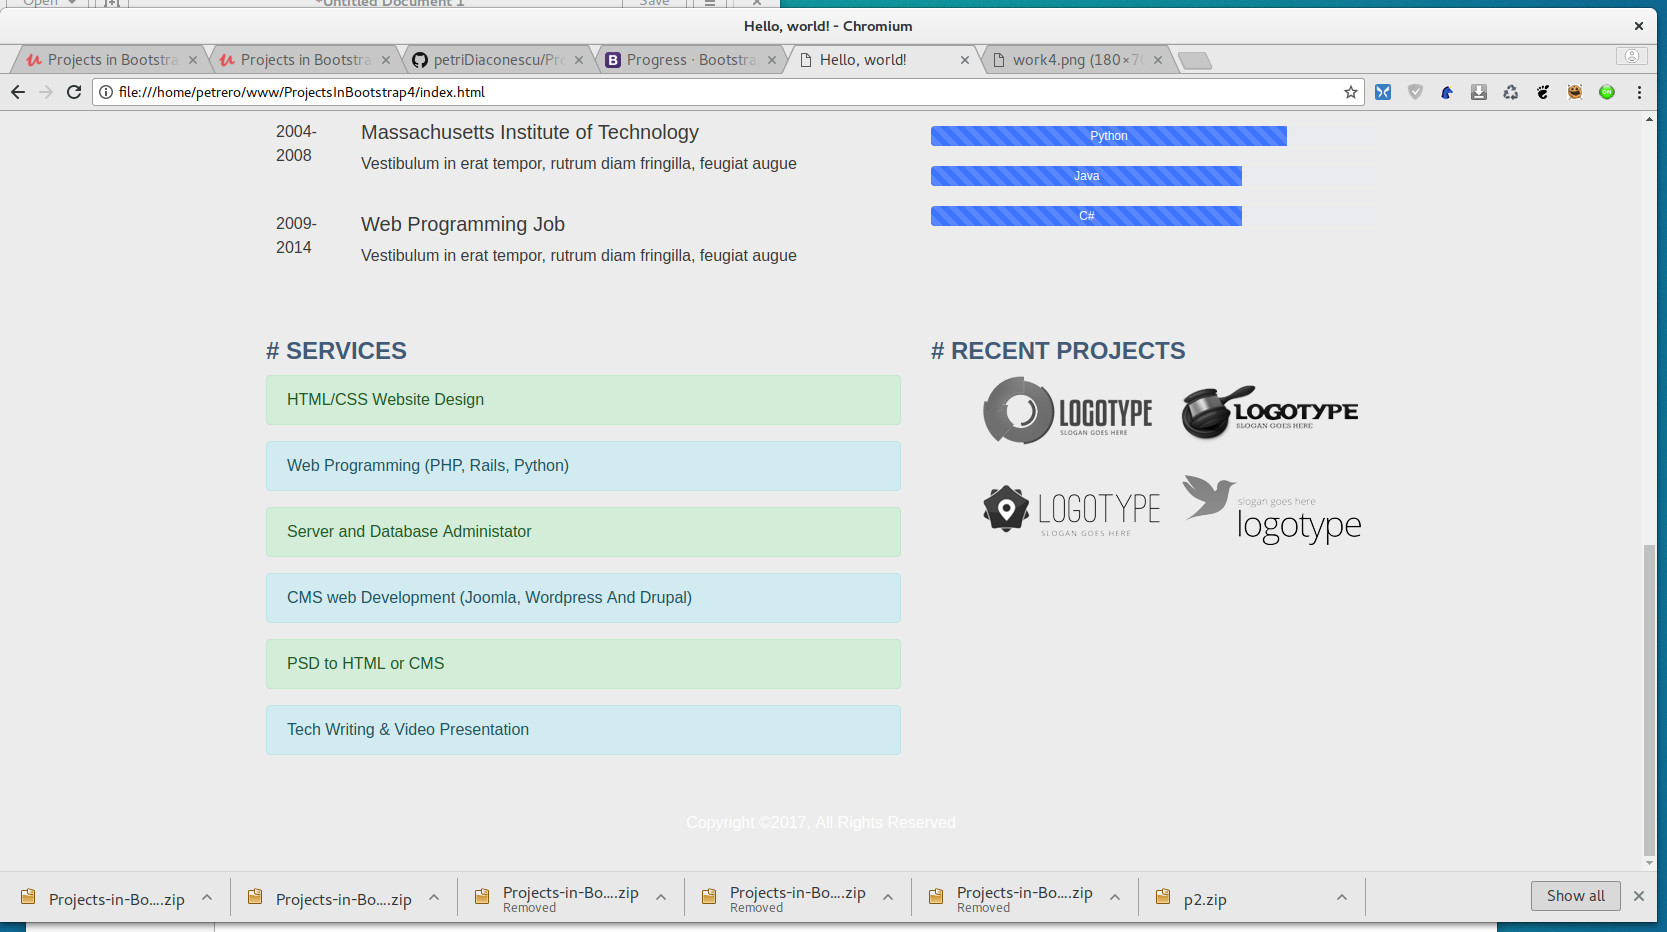 Open
*Untitled Document 1
Save
Hello, world! - Chromium
Projects in Bootstra
Projects in Bootstra
petriDiaconescu/Pro
Progress · Bootstra
Hello, world!
work4.png (180×70
file:///home/petrero/www/ProjectsInBootstrap4/index.html
2004-
2008
Massachusetts Institute of Technology
Vestibulum in erat tempor, rutrum diam fringilla, feugiat augue
2009-
2014
Web Programming Job
Vestibulum in erat tempor, rutrum diam fringilla, feugiat augue
Python
Java
C#
# SERVICES
HTML/CSS Website Design
Web Programming (PHP, Rails, Python)
Server and Database Administator
CMS web Development (Joomla, Wordpress And Drupal)
PSD to HTML or CMS
Tech Writing & Video Presentation
# RECENT PROJECTS
LOGOTYPE
SLOGAN GOES HERE
LOGOTYPE
SLOGAN GOES HERE
LOGOTYPE
SLOGAN GOES HERE
slogan goes here
logotype
Copyright ©2017, All Rights Reserved
Projects-in-Bo....zip
Projects-in-Bo....zip
Projects-in-Bo....zip
Removed
Projects-in-Bo....zip
Removed
Projects-in-Bo....zip
Removed
p2.zip
Show all